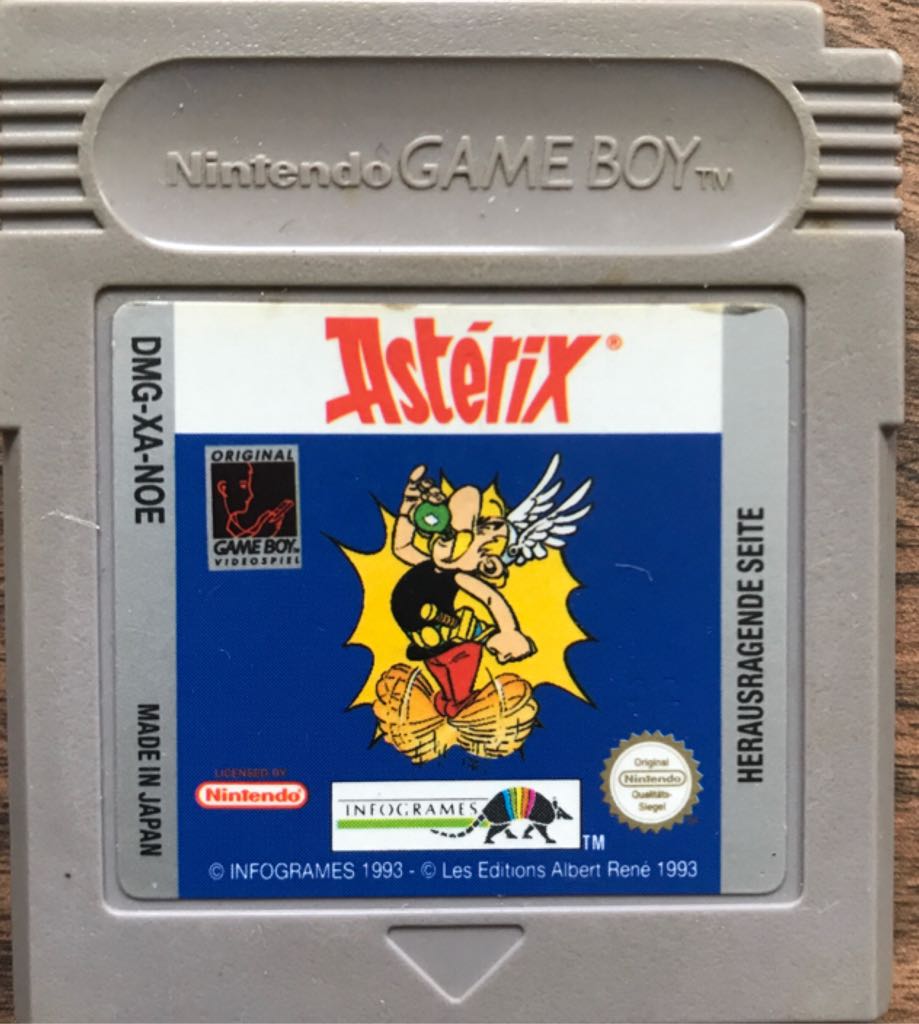 Nintendo GAME BOY TM
DMG-XA-NOE
MADE IN JAPAN
Astérix®
ORIGINAL
GAME BOY™
VIDEOSPIEL
LICENSED BY
Nintendo
INFOGRAMES
TM
Original
Nintendo
Qualitäts-
Siegel
© INFOGRAMES 1993 - © Les Editions Albert René 1993
HERAUSRAGENDE SEITE